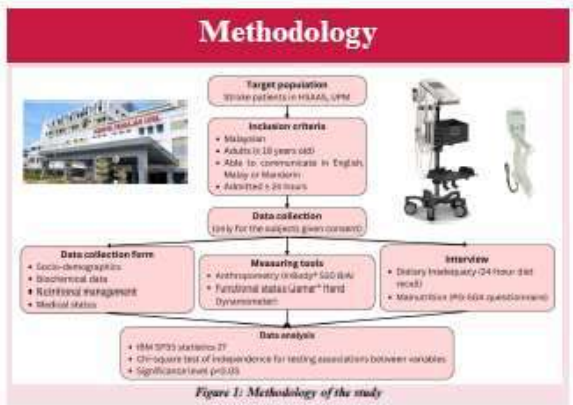 Methodology
Target population
Stroke patients in HSAAS, UPM
Inclusion criteria
• Malaysian
• Adults (≥ 18 years old)
• Able to communicate in English,
Malay or Mandarin
• Admitted ≥ 24 hours
Data collection
(only for the subjects given consent)
Data collection form
• Socio-demographics
• Biochemical data
• Nutritional management
• Medical status
Measuring tools
• Anthropometry (InBody®
• Functional status (Jamar™ Hand
Dynamometer)
Interview
• Dietary Inadequacy (24-hour diet
recall)
• Malnutrition (PG-SGA questionnaire)
Data analysis
• IBM SPSS statistics 27
• Chi-square test of independence for testing associations between variables
• Significance level p<0.05
Figure 1: Methodology of the study